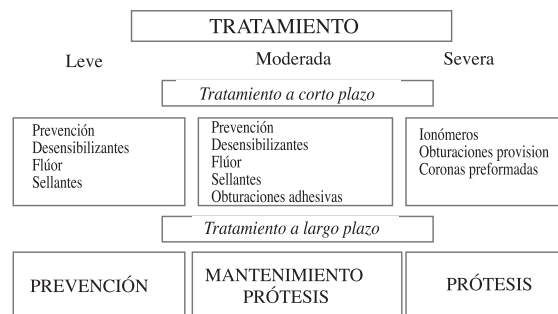 TRATAMIENTO
Leve
Moderada
Severa
Tratamiento a corto plazo
Prevención
Desensibilizantes
Flúor
Sellantes
Prevención
Desensibilizantes
Flúor
Sellantes
Obturaciones adhesivas
Ionómeros
Obturaciones provision
Coronas preformadas
Tratamiento a largo plazo
PREVENCIÓN
MANTENIMIENTO
PRÓTESIS
PRÓTESIS